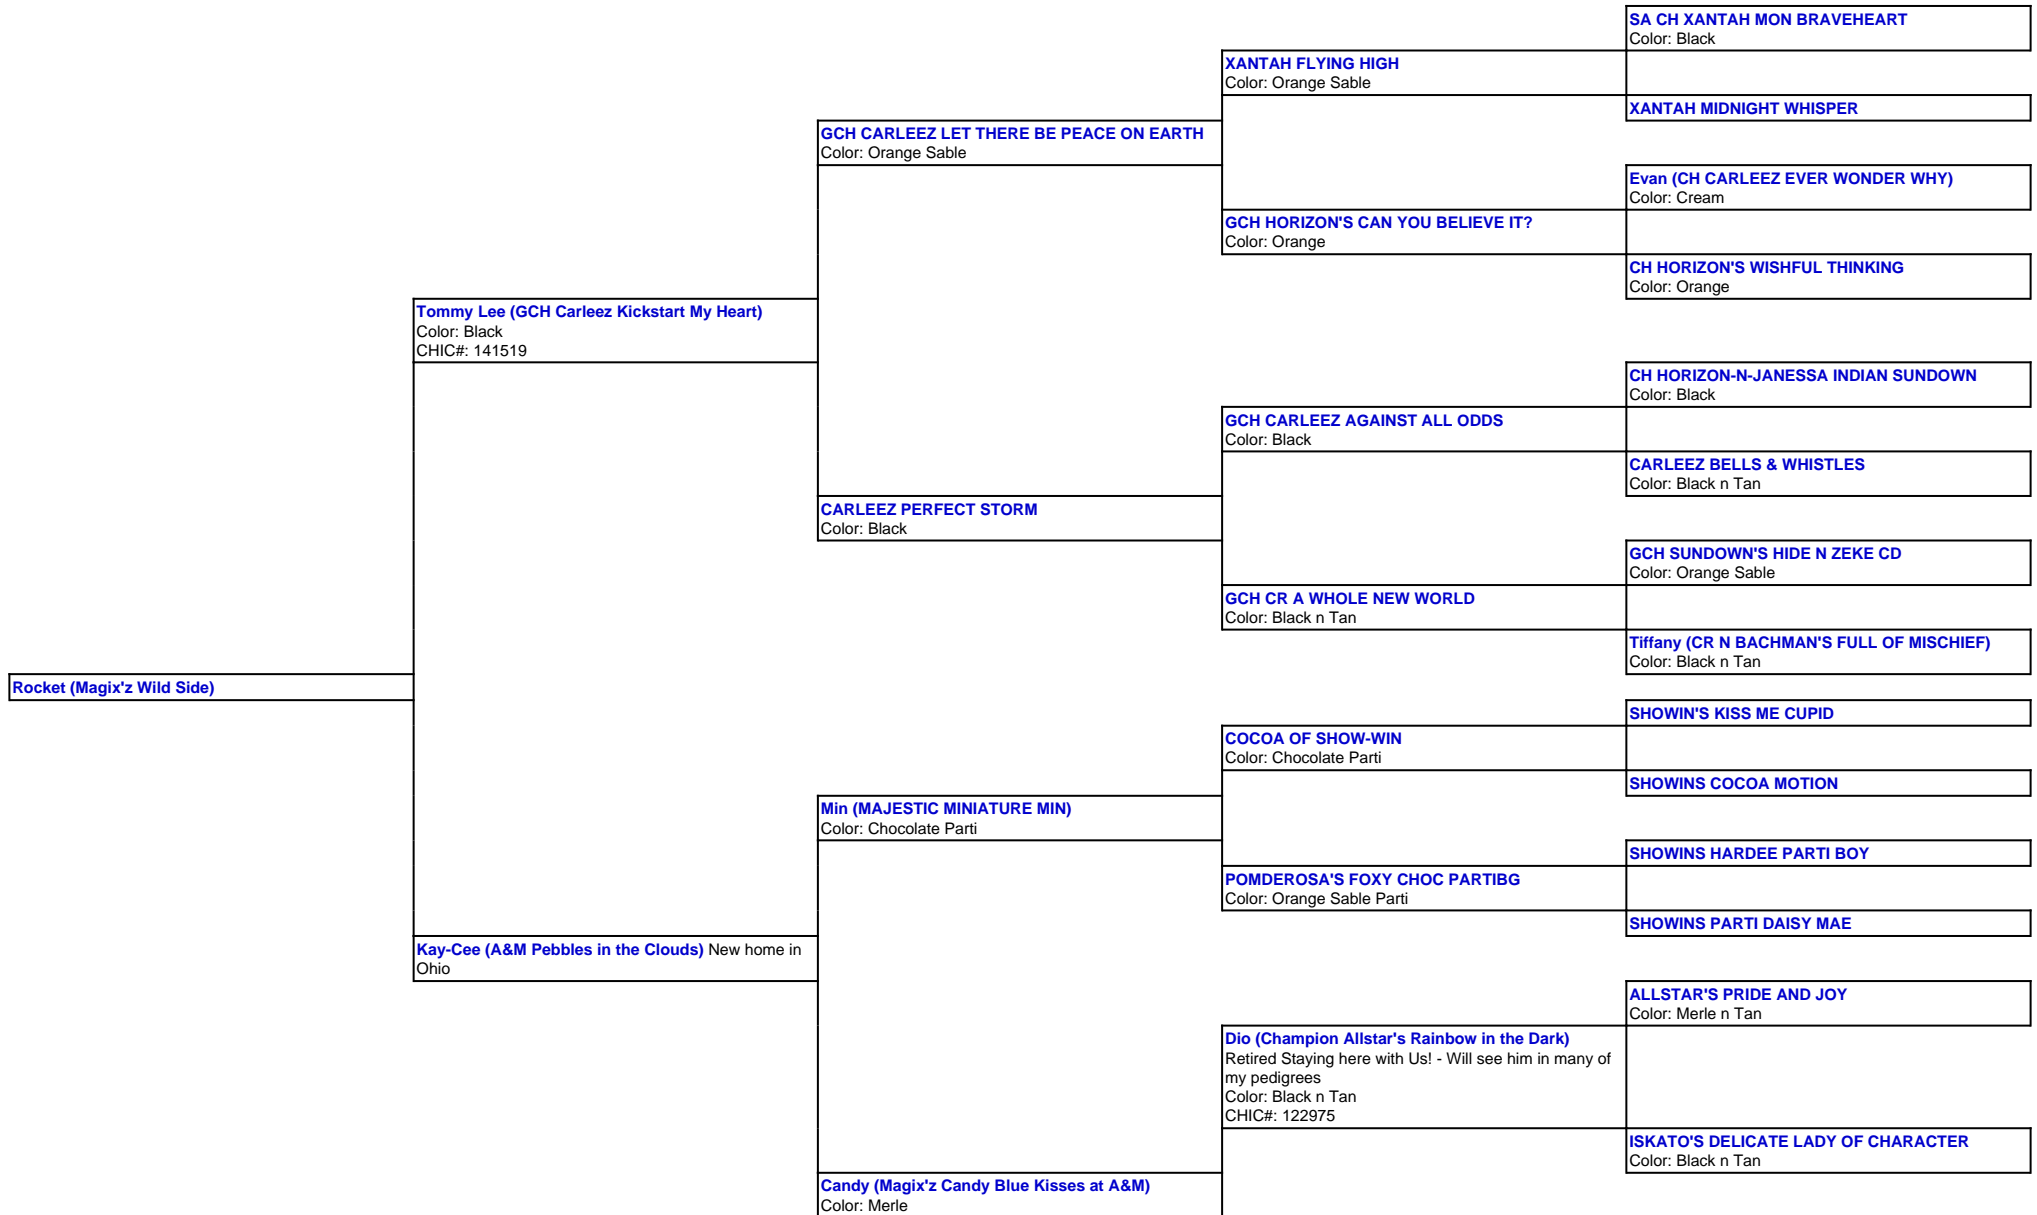 SA CH XANTAH MON BRAVEHEART
Color: Black
XANTAH FLYING HIGH
Color: Orange Sable
XANTAH MIDNIGHT WHISPER
GCH CARLEEZ LET THERE BE PEACE ON EARTH
Color: Orange Sable
Evan (CH CARLEEZ EVER WONDER WHY)
Color: Cream
GCH HORIZON'S CAN YOU BELIEVE IT?
Color: Orange
CH HORIZON'S WISHFUL THINKING
Color: Orange
Tommy Lee (GCH Carleez Kickstart My Heart)
Color: Black
CHIC#: 141519
CH HORIZON-N-JANESSA INDIAN SUNDOWN
Color: Black
GCH CARLEEZ AGAINST ALL ODDS
Color: Black
CARLEEZ BELLS & WHISTLES
Color: Black n Tan
CARLEEZ PERFECT STORM
Color: Black
GCH SUNDOWN'S HIDE N ZEKE CD
Color: Orange Sable
GCH CR A WHOLE NEW WORLD
Color: Black n Tan
Tiffany (CR N BACHMAN'S FULL OF MISCHIEF)
Color: Black n Tan
Rocket (Magix'z Wild Side)
SHOWIN'S KISS ME CUPID
COCOA OF SHOW-WIN
Color: Chocolate Parti
SHOWINS COCOA MOTION
Min (MAJESTIC MINIATURE MIN)
Color: Chocolate Parti
SHOWINS HARDEE PARTI BOY
POMDEROSA'S FOXY CHOC PARTIBG
Color: Orange Sable Parti
SHOWINS PARTI DAISY MAE
Kay-Cee (A&M Pebbles in the Clouds) New home in
Ohio
ALLSTAR'S PRIDE AND JOY
Color: Merle n Tan
Dio (Champion Allstar's Rainbow in the Dark)
Retired Staying here with Us! - Will see him in many of
my pedigrees
Color: Black n Tan
CHIC#: 122975
ISKATO'S DELICATE LADY OF CHARACTER
Color: Black n Tan
Candy (Magix'z Candy Blue Kisses at A&M)
Color: Merle